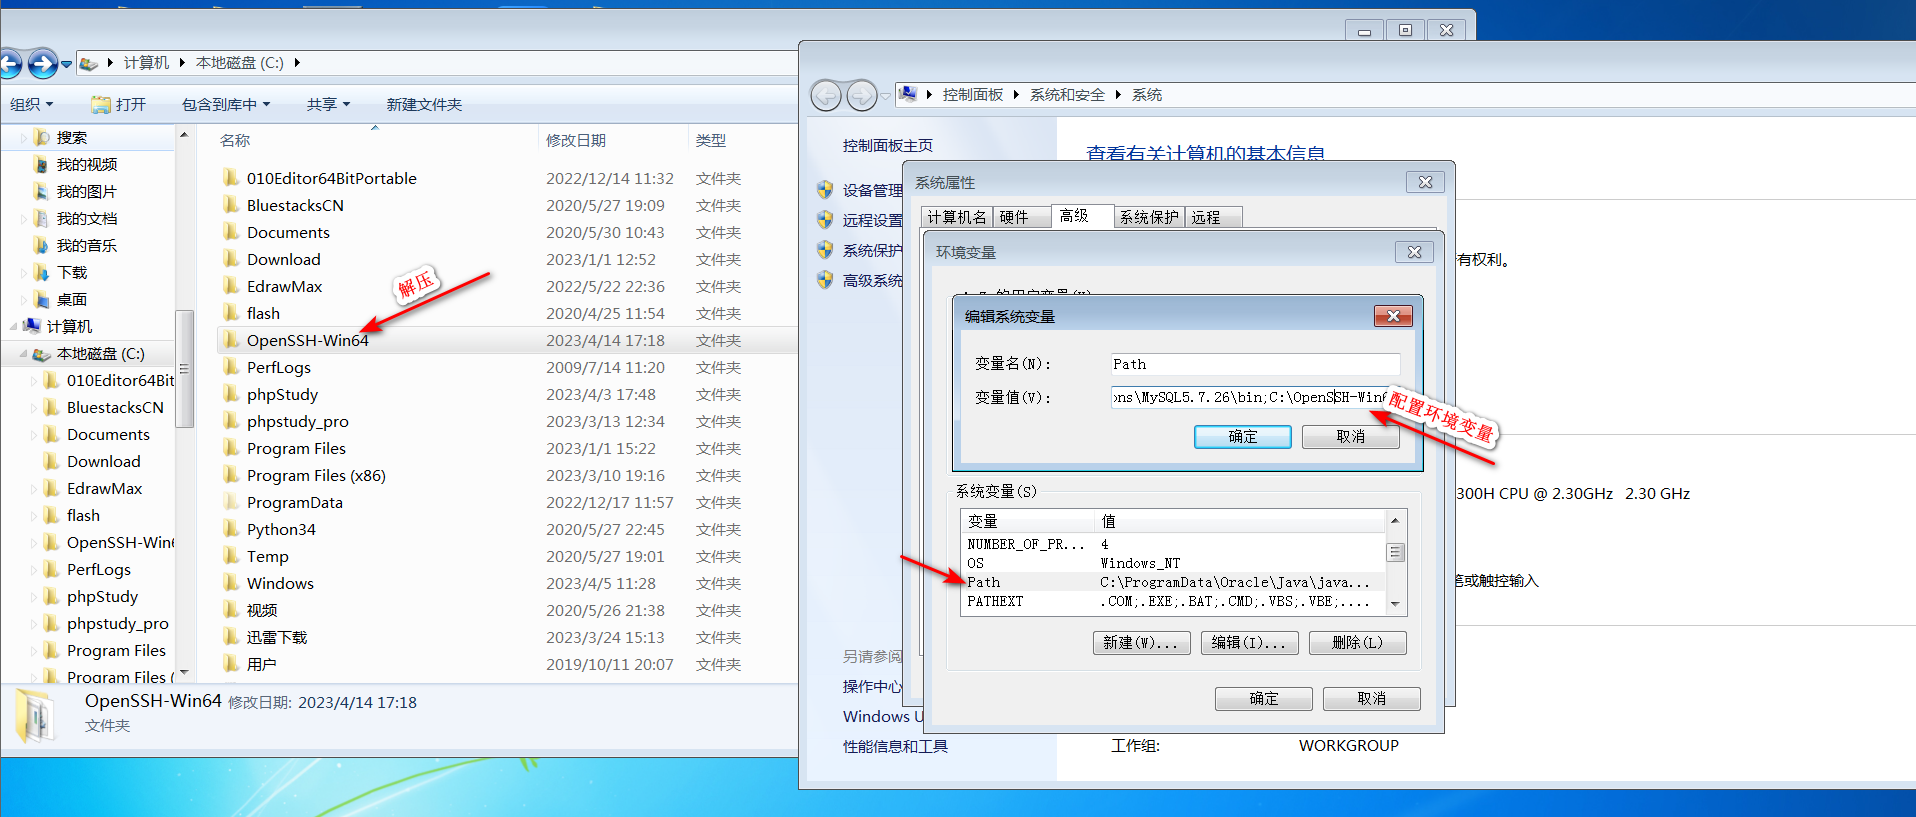 计算机 本地磁盘 (C:)
组织 打开 包含到库中 共享 新建文件夹
搜索
我的视频
我的图片
我的文档
我的音乐
下载
桌面
计算机
本地磁盘 (C:)
010Editor64Bit
BluestacksCN
Documents
Download
EdrawMax
flash
OpenSSH-Win6
PerfLogs
phpStudy
phpstudy_pro
Program Files
Program Files (
名称 修改日期 类型
010Editor64BitPortable 2022/12/14 11:32 文件夹
BluestacksCN 2020/5/27 19:09 文件夹
Documents 2020/5/30 10:43 文件夹
Download 2023/1/1 12:52 文件夹
EdrawMax 2022/5/22 22:36 文件夹
flash 2020/4/25 11:54 文件夹
OpenSSH-Win64 2023/4/14 17:18 文件夹
PerfLogs 2009/7/14 11:20 文件夹
phpStudy 2023/4/3 17:48 文件夹
phpstudy_pro 2023/3/13 12:34 文件夹
Program Files 2023/1/1 15:22 文件夹
Program Files (x86) 2023/3/10 19:16 文件夹
ProgramData 2022/12/17 11:57 文件夹
Python34 2020/5/27 22:45 文件夹
Temp 2020/5/27 19:01 文件夹
Windows 2023/4/5 11:28 文件夹
视频 2020/5/26 21:38 文件夹
迅雷下载 2023/3/24 15:13 文件夹
用户 2019/10/11 20:07 文件夹
解压
OpenSSH-Win64 修改日期: 2023/4/14 17:18
文件夹
控制面板 系统和安全 系统
控制面板主页
设备管理
远程设置
系统保护
高级系统
另请参阅
操作中心
Windows U
性能信息和工具
查看有关计算机的基本信息
有权利。
300H CPU @ 2.30GHz 2.30 GHz
或触控输入
工作组: WORKGROUP
系统属性
计算机名 硬件 高级 系统保护 远程
环境变量
的用户变量(U)
编辑系统变量
变量名(N): Path
变量值(V): ons\MySQL5.7.26\bin;C:\OpenSSH-Win6
确定 取消
配置环境变量
系统变量(S)
变量 值
NUMBER_OF_PR... 4
OS Windows_NT
Path C:\ProgramData\Oracle\Java\java...
PATHEXT .COM;.EXE;.BAT;.CMD;.VBS;.VBE;....
新建(W)... 编辑(I)... 删除(L)
确定 取消